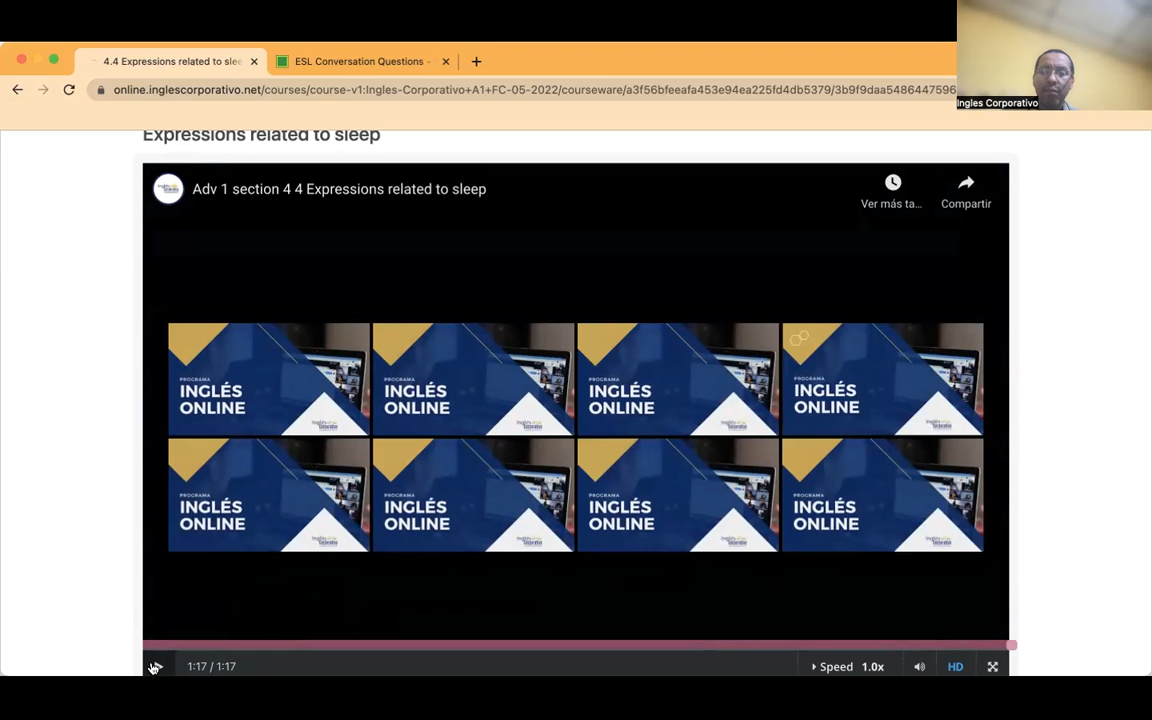 4.4 Expressions related to slee
ESL Conversation Questions -
online.inglescorporativo.net/courses/course-v1:Ingles-Corporativo+A1+FC-05-2022/courseware/a3f56bfeeafa453e94ea225fd4db5379/3b9f9daa5486447596
Ingles Corporativo
Expressions related to sleep
Adv 1 section 4 4 Expressions related to sleep
Ver más ta...
Compartir
PROGRAMA
INGLÉS
ONLINE
PROGRAMA
INGLÉS
ONLINE
PROGRAMA
INGLÉS
ONLINE
PROGRAMA
INGLÉS
ONLINE
PROGRAMA
INGLÉS
ONLINE
PROGRAMA
INGLÉS
ONLINE
PROGRAMA
INGLÉS
ONLINE
PROGRAMA
INGLÉS
ONLINE
1:17 / 1:17
Speed 1.0x
HD